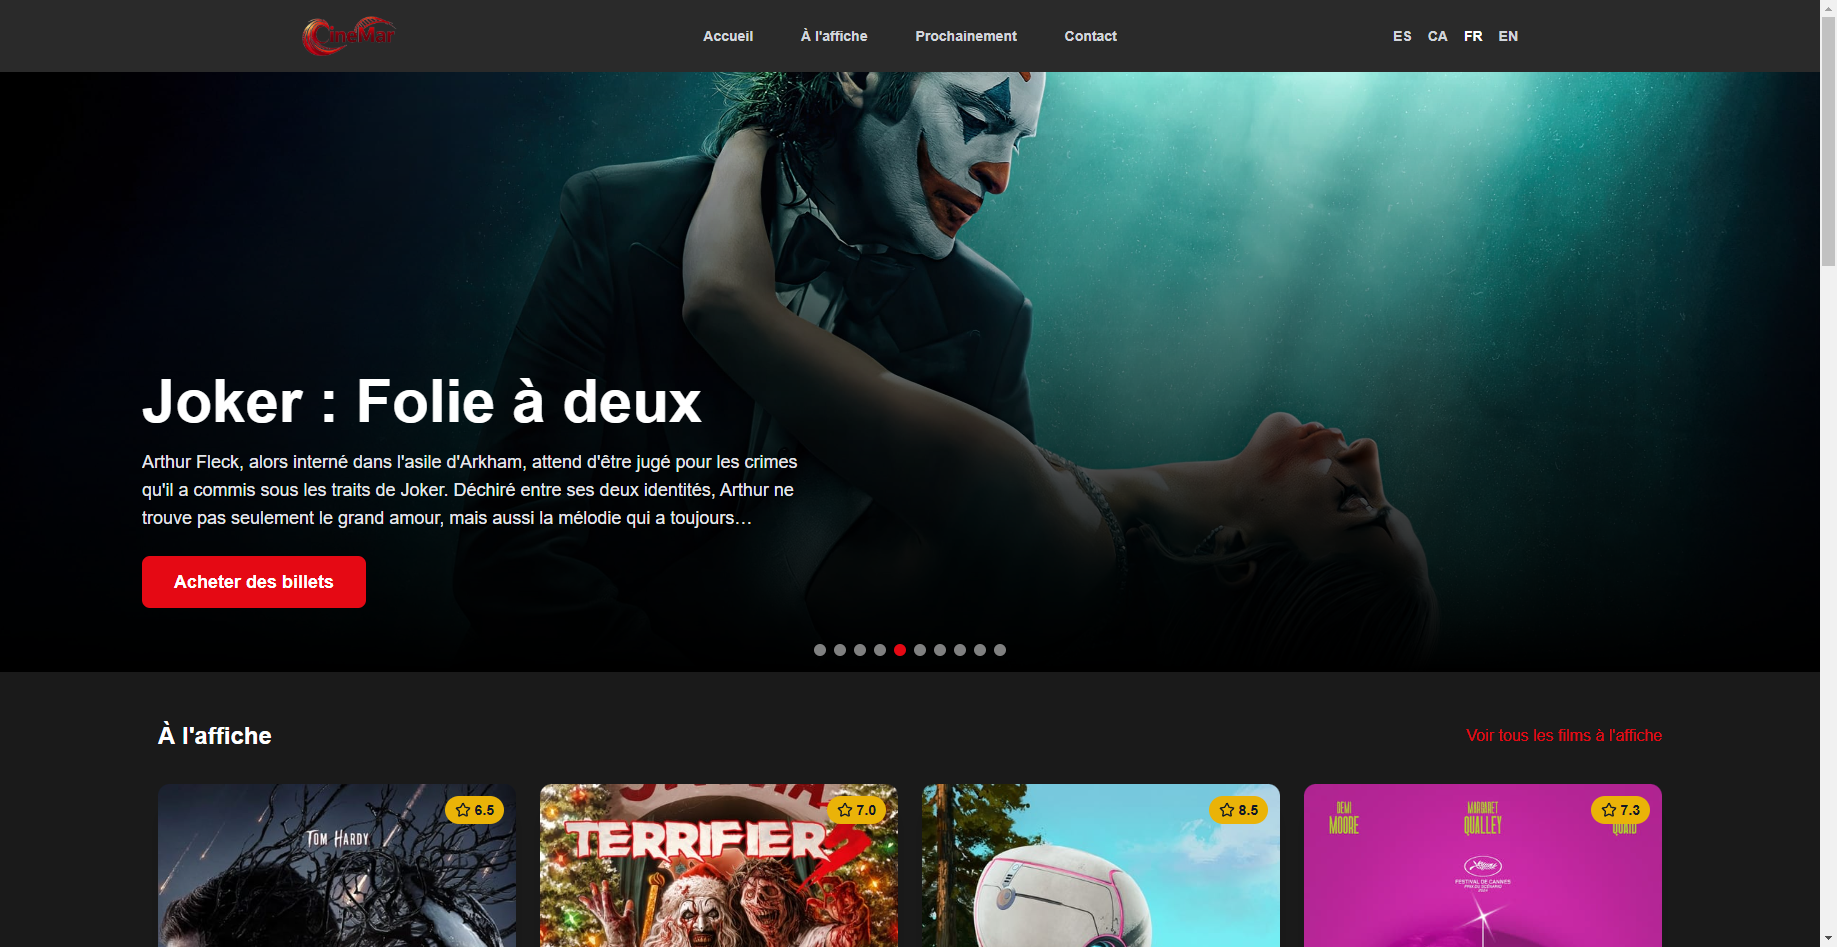 CineMar
Accueil
À l'affiche
Prochainement
Contact
ES
CA
FR
EN
Joker : Folie à deux
Arthur Fleck, alors interné dans l'asile d'Arkham, attend d'être jugé pour les crimes
qu'il a commis sous les traits de Joker. Déchiré entre ses deux identités, Arthur ne
trouve pas seulement le grand amour, mais aussi la mélodie qui a toujours…
Acheter des billets
À l'affiche
Voir tous les films à l'affiche
6.5
TOM HARDY
7.0
TERRIFIER 3
8.5
7.3
DEMI
MOORE
MARGARET
QUALLEY
QUAID
FESTIVAL DE CANNES
PRIX DU SCÉNARIO
2024